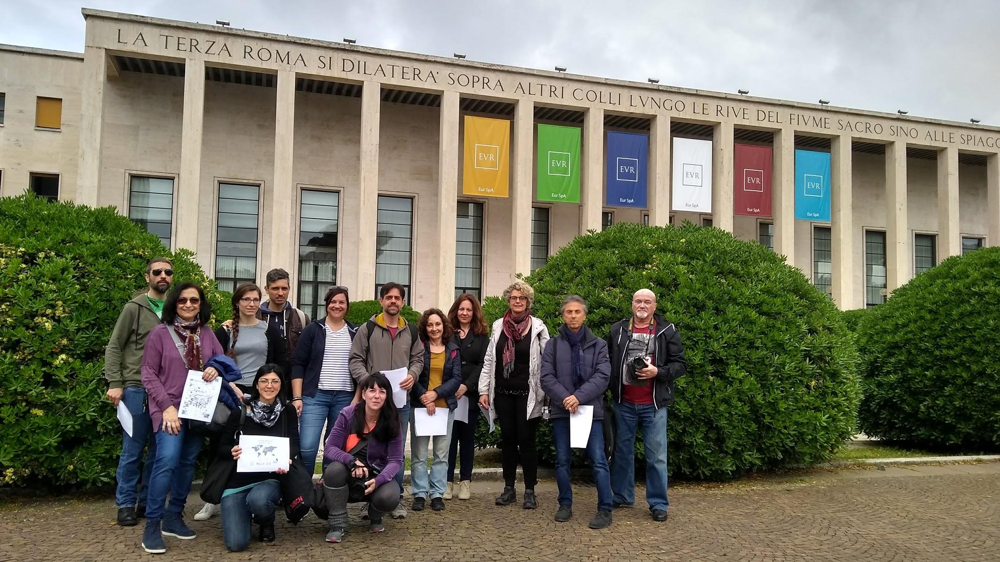 LA TERZA ROMA SI DILATERA' SOPRA ALTRI COLLI LVNGO LE RIVE DEL FIVME SACRO SINO ALLE SPIAGG
EVR
Eur SpA
EVR
Eur SpA
EVR
Eur SpA
EVR
Eur SpA
EVR
Eur SpA
EVR
Eur SpA
MAGGIO 2018
BOSCH